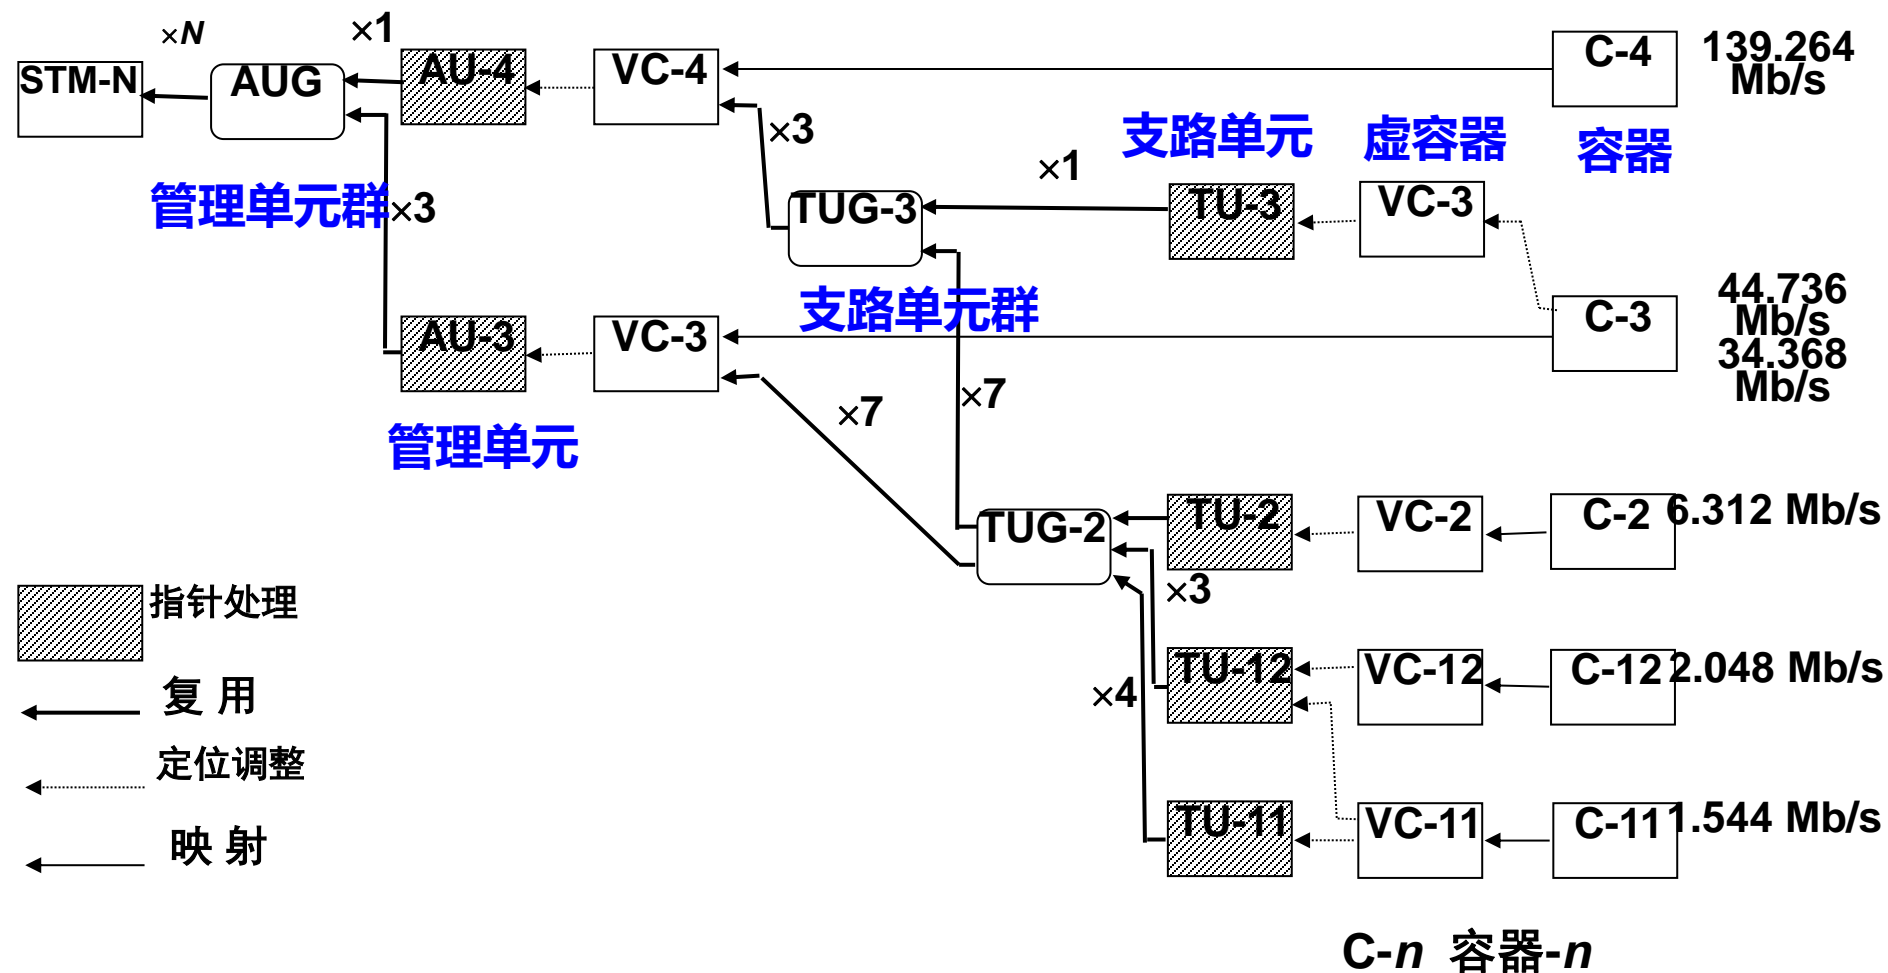 ×N
×1
STM-N
AUG
AU-4
VC-4
C-4
139.264
Mb/s
×3
支路单元
虚容器
容器
×1
管理单元群
×3
TUG-3
TU-3
VC-3
支路单元群
44.736
Mb/s
34.368
Mb/s
AU-3
VC-3
C-3
×7
×7
管理单元
TUG-2
TU-2
VC-2
C-2
6.312 Mb/s
×3
指针处理
TU-12
VC-12
C-12
2.048 Mb/s
×4
复 用
定位调整
TU-11
VC-11
C-11
1.544 Mb/s
映 射
C-n 容器-n